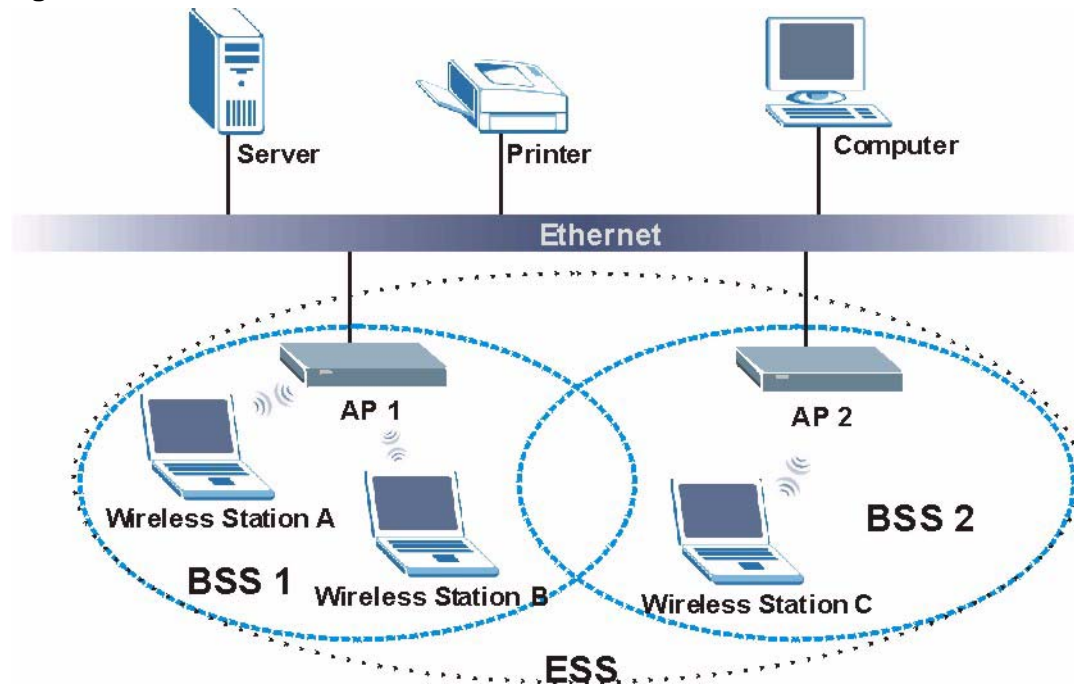 Server
Printer
Computer
Ethernet
AP 1
AP 2
Wireless Station A
BSS 2
BSS 1
Wireless Station B
Wireless Station C
ESS